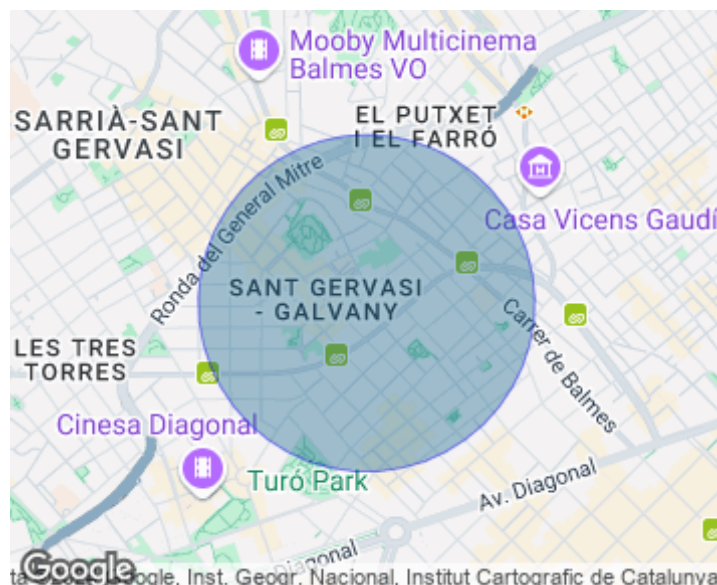 Mooby Multicinema
Balmes VO
SARRIÀ-SANT
GERVASI
EL PUTXET
I EL FARRÓ
Ronda del General Mitre
Casa Vicens Gaudí
SANT GERVASI
- GALVANY
Carrer de Balmes
LES TRES
TORRES
Cinesa Diagonal
Turó Park
Av. Diagonal
Diagonal
Google
Google, Inst. Geogr. Nacional, Institut Cartogràfic de Catalunya